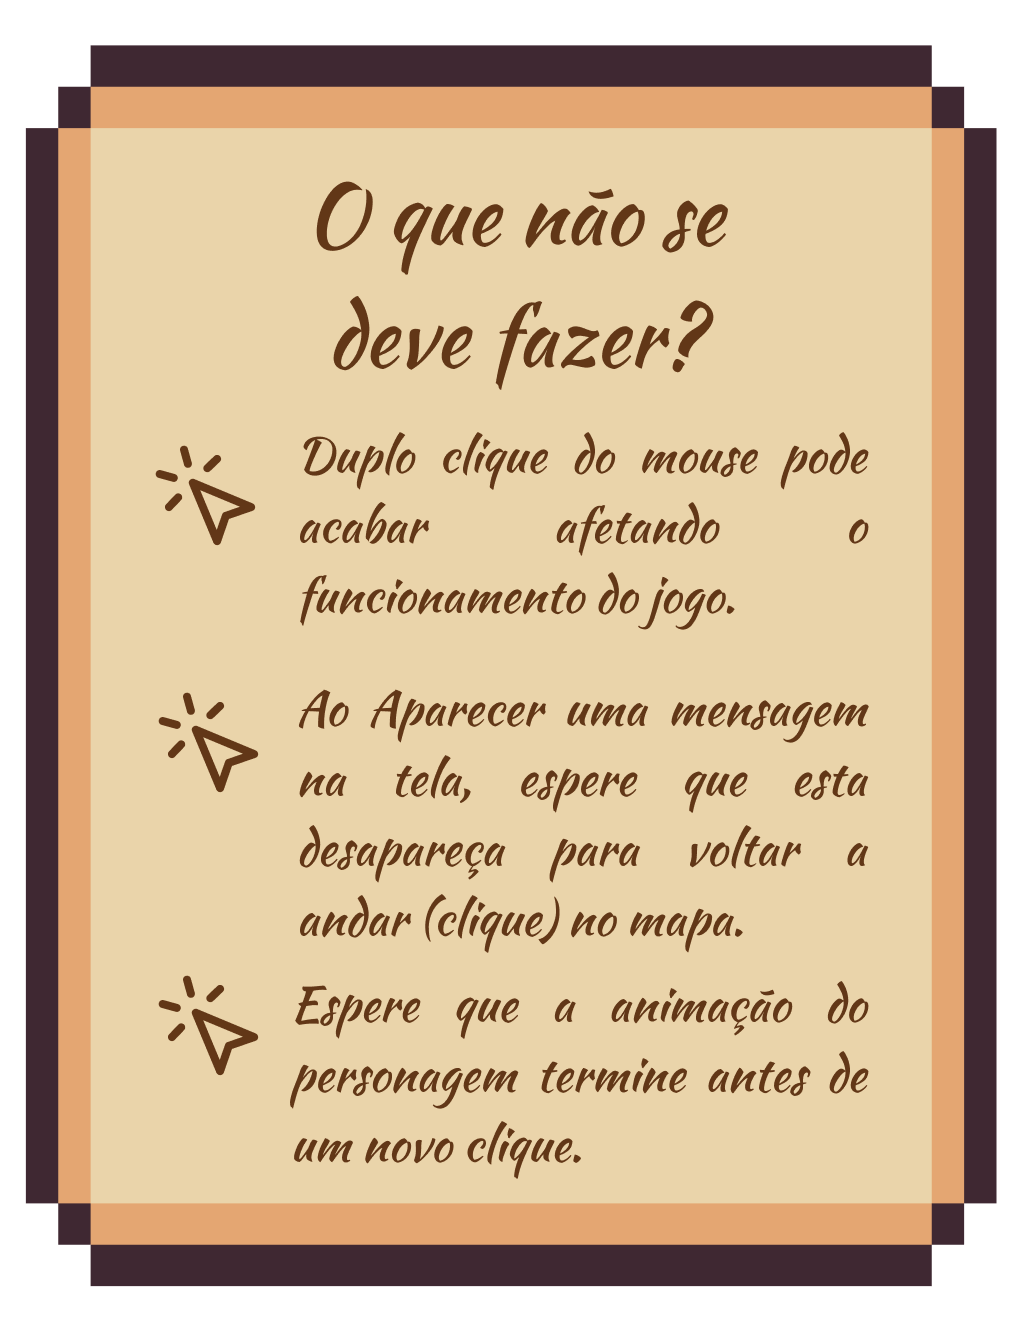 O que não se
deve fazer?
Duplo clique do mouse pode
acabar afetando o
funcionamento do jogo.
Ao Aparecer uma mensagem
na tela, espere que esta
desapareça para voltar a
andar (clique) no mapa.
Espere que a animação do
personagem termine antes de
um novo clique.